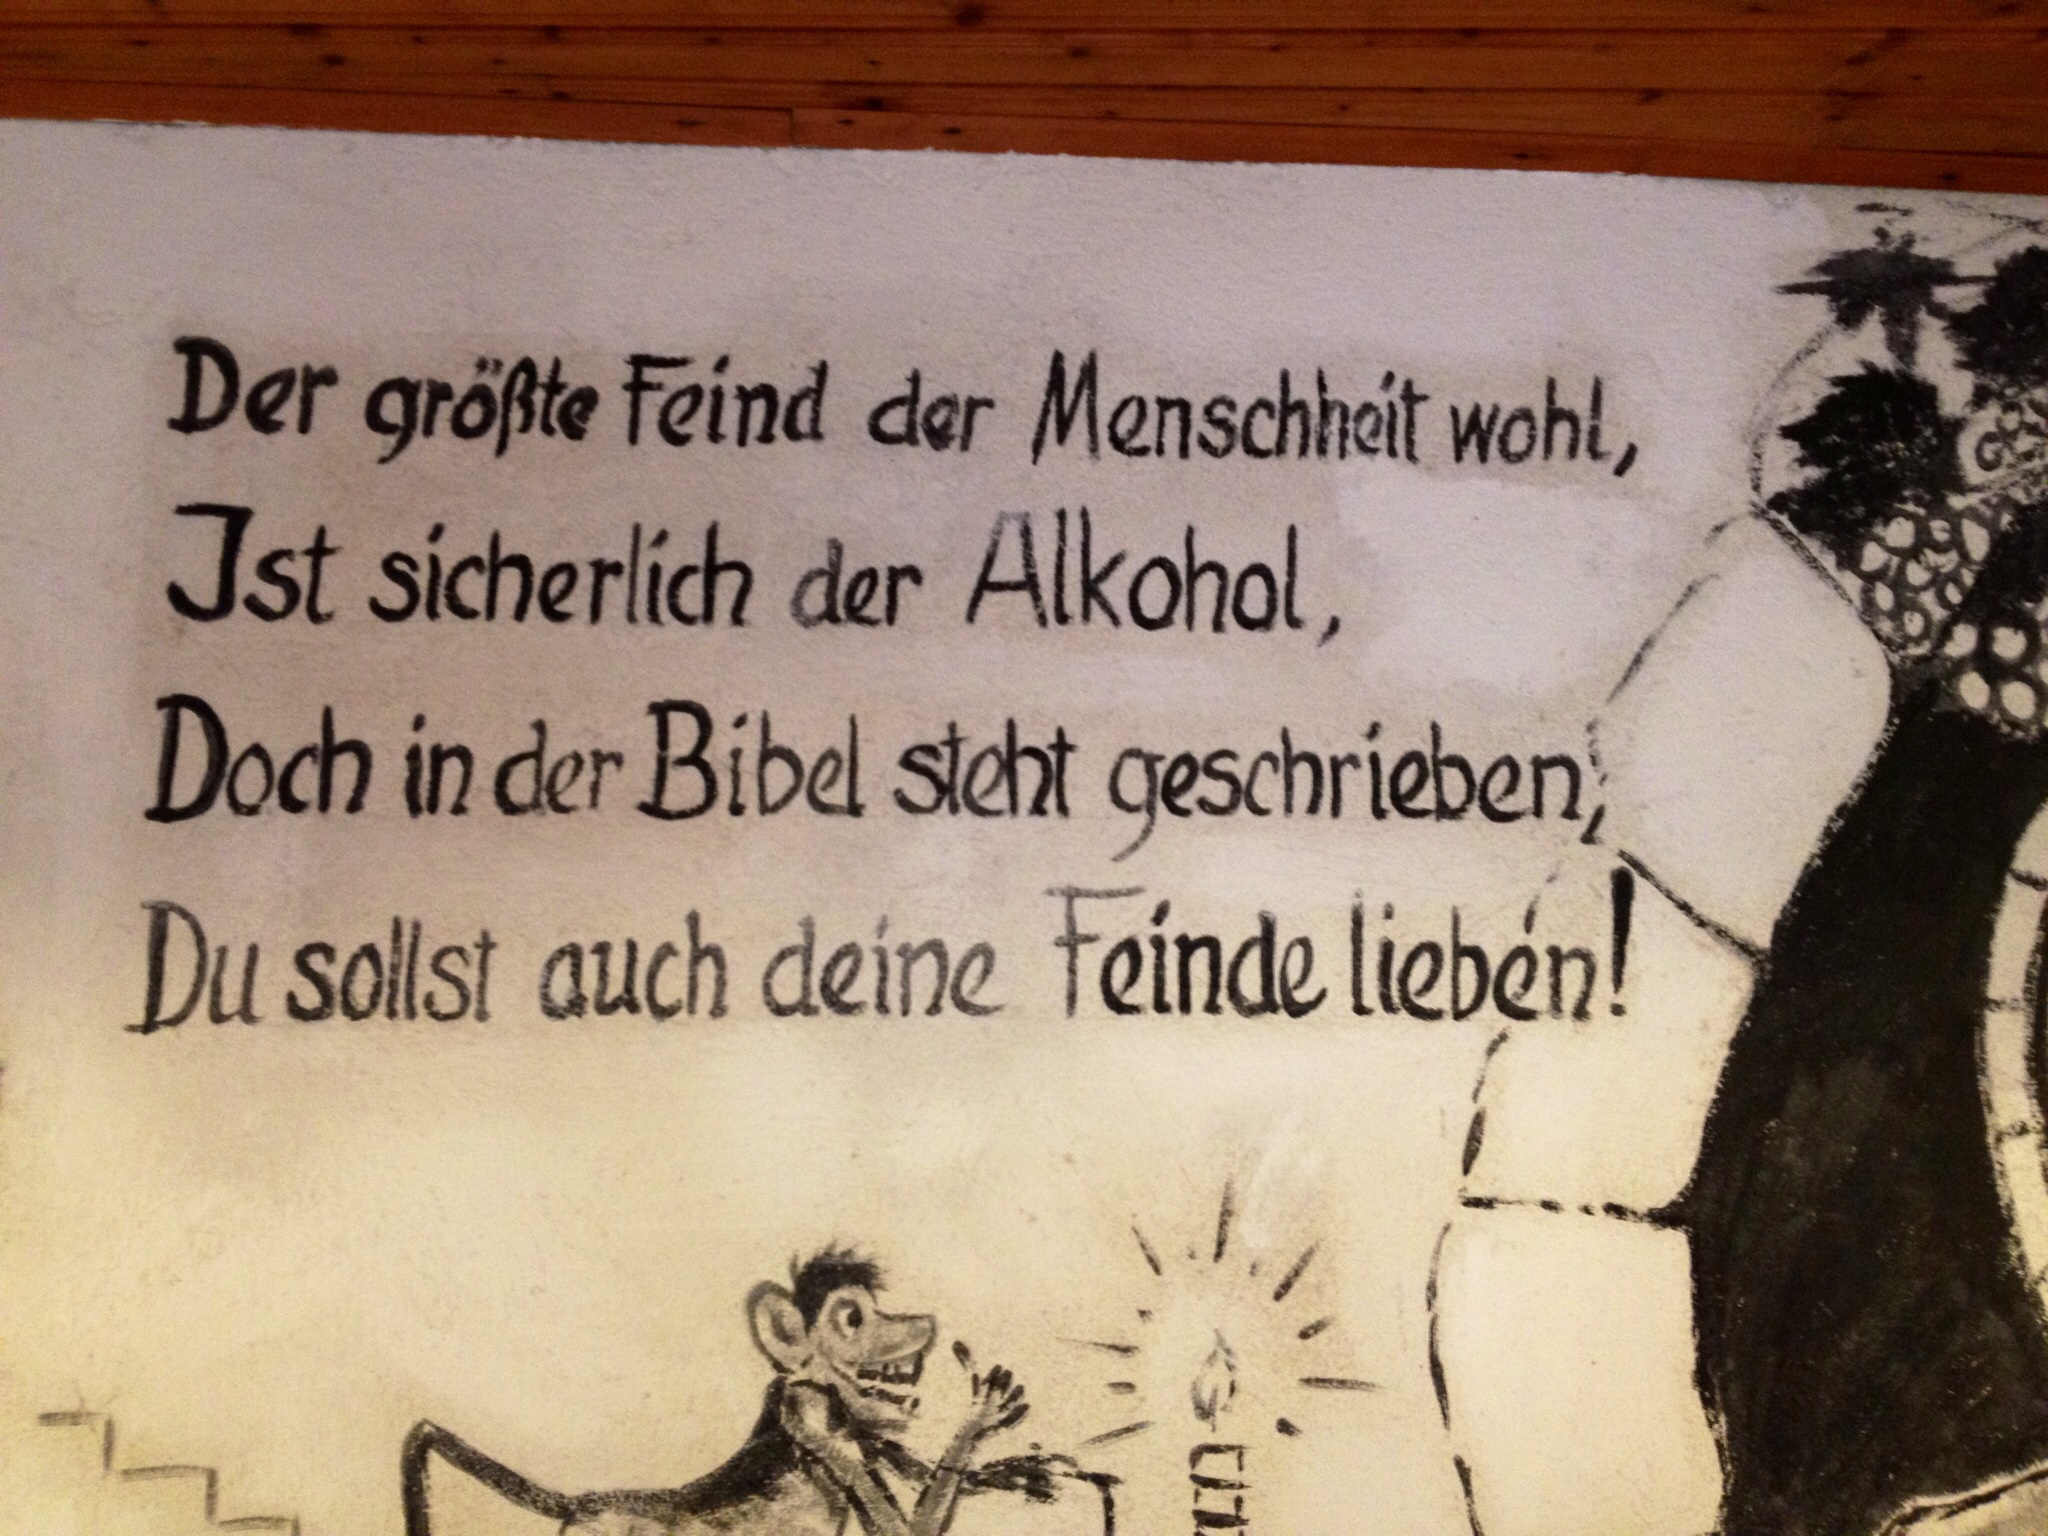 Der größte Feind der Menschheit wohl,
Ist sicherlich der Alkohol,
Doch in der Bibel steht geschrieben,
Du sollst auch deine Feinde lieben!